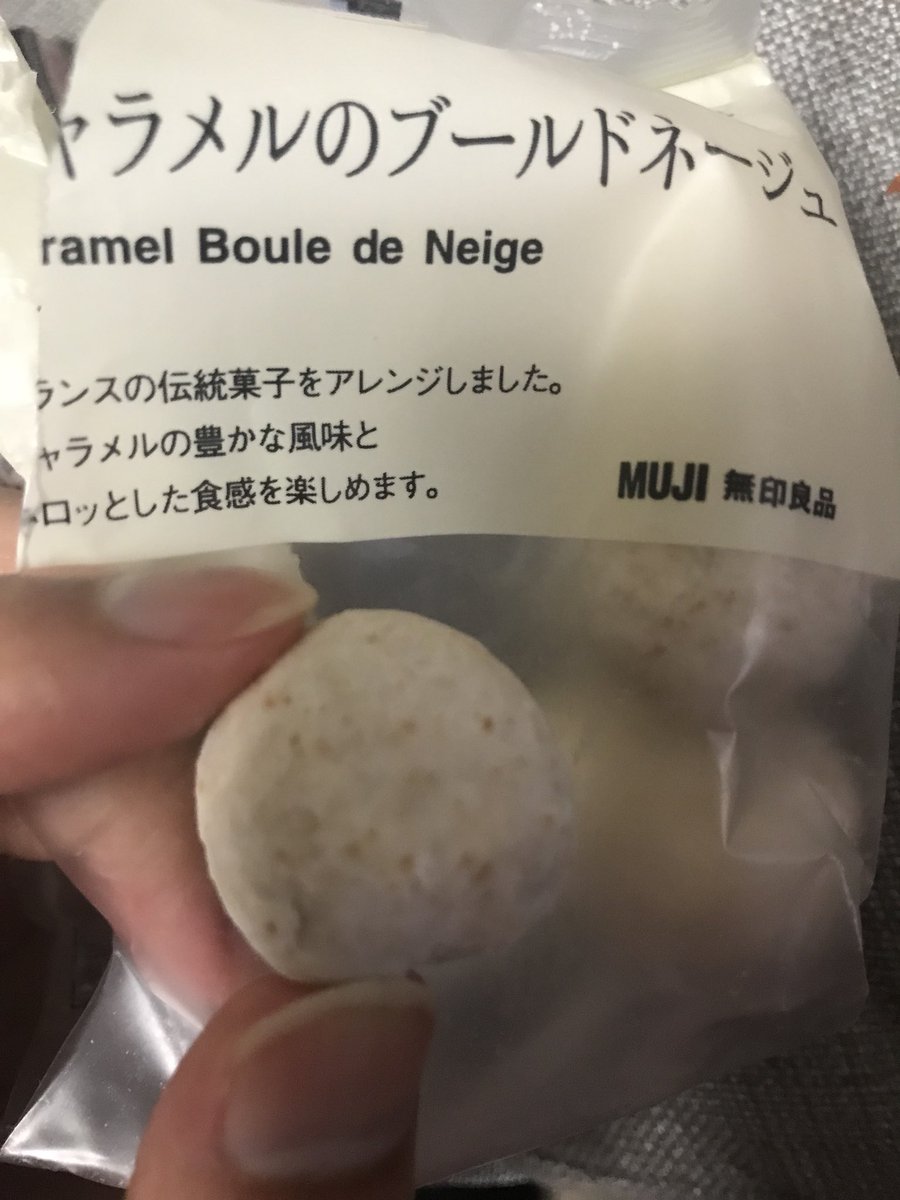 ャラメルのブールドネージュ
ramel Boule de Neige
ランスの伝統菓子をアレンジしました。
ャラメルの豊かな風味と
ロッとした食感を楽しめます。
MUJI 無印良品